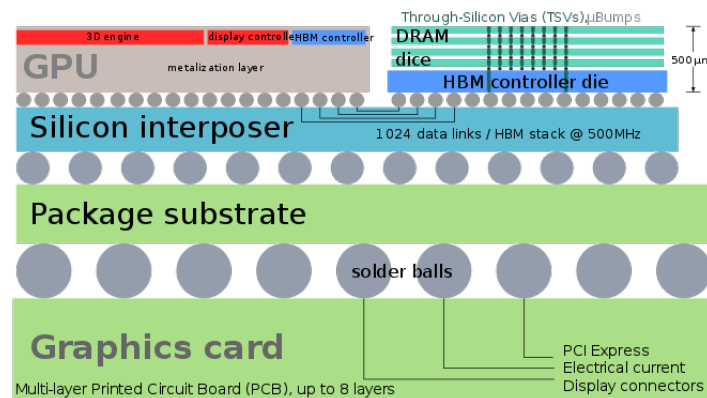 Through-Silicon Vias (TSVs),µBumps
3D engine
display controller
HBM controller
DRAM
GPU
metalization layer
dice
500 µm
HBM controller die
Silicon interposer
1024 data links / HBM stack @ 500MHz
Package substrate
solder balls
Graphics card
PCI Express
Electrical current
Multi-layer Printed Circuit Board (PCB), up to 8 layers
Display connectors